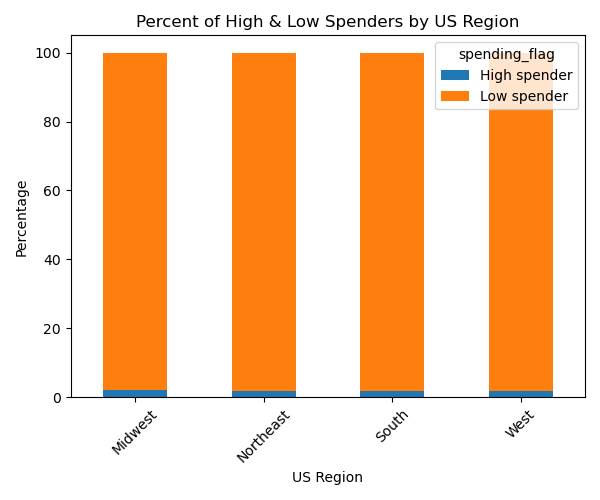 Percent of High & Low Spenders by US Region
spending_flag
High spender
Low spender
100
80
60
40
20
0
Percentage
Midwest
Northeast
South
West
US Region